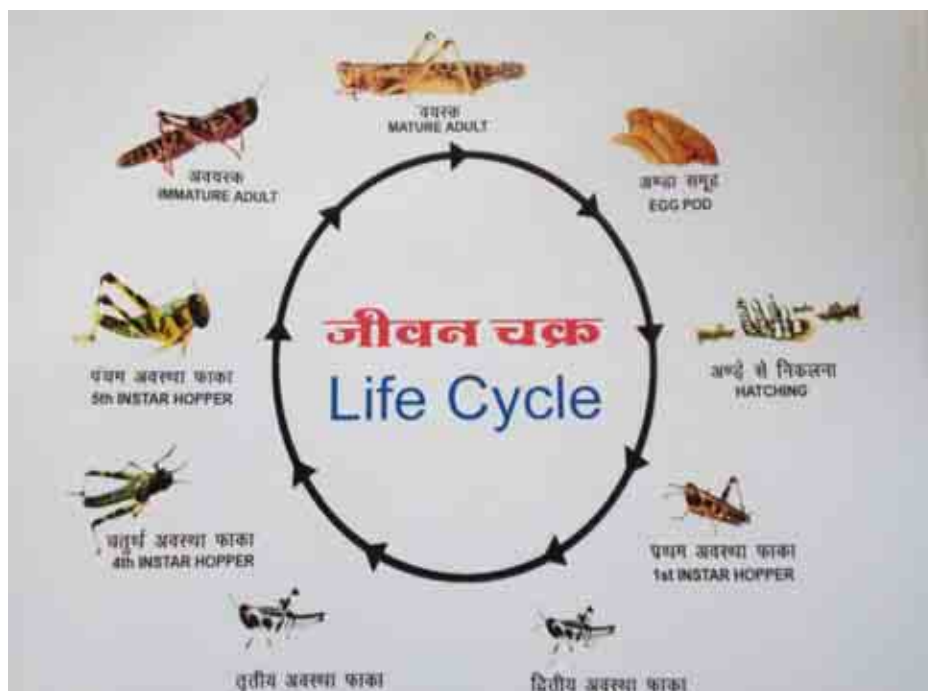 वयस्क
MATURE ADULT
अण्डा समूह
EGG POD
अण्डे से निकलना
HATCHING
प्रथम अवस्था फाका
1st INSTAR HOPPER
द्वितीय अवस्था फाका
तृतीय अवस्था फाका
चतुर्थ अवस्था फाका
4th INSTAR HOPPER
पंचम अवस्था फाका
5th INSTAR HOPPER
अवयस्क
IMMATURE ADULT
जीवन चक्र
Life Cycle